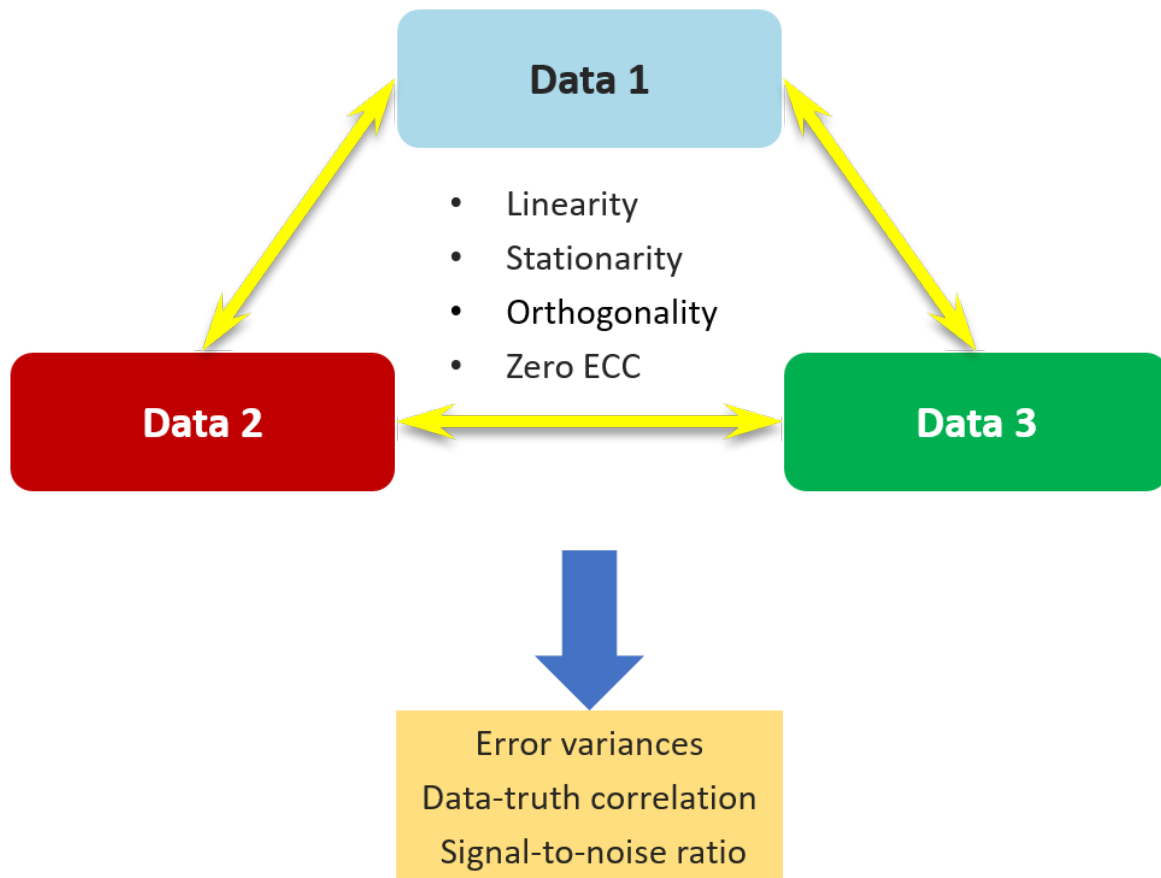 Data 1
• Linearity
• Stationarity
• Orthogonality
• Zero ECC
Data 2
Data 3
Error variances
Data-truth correlation
Signal-to-noise ratio